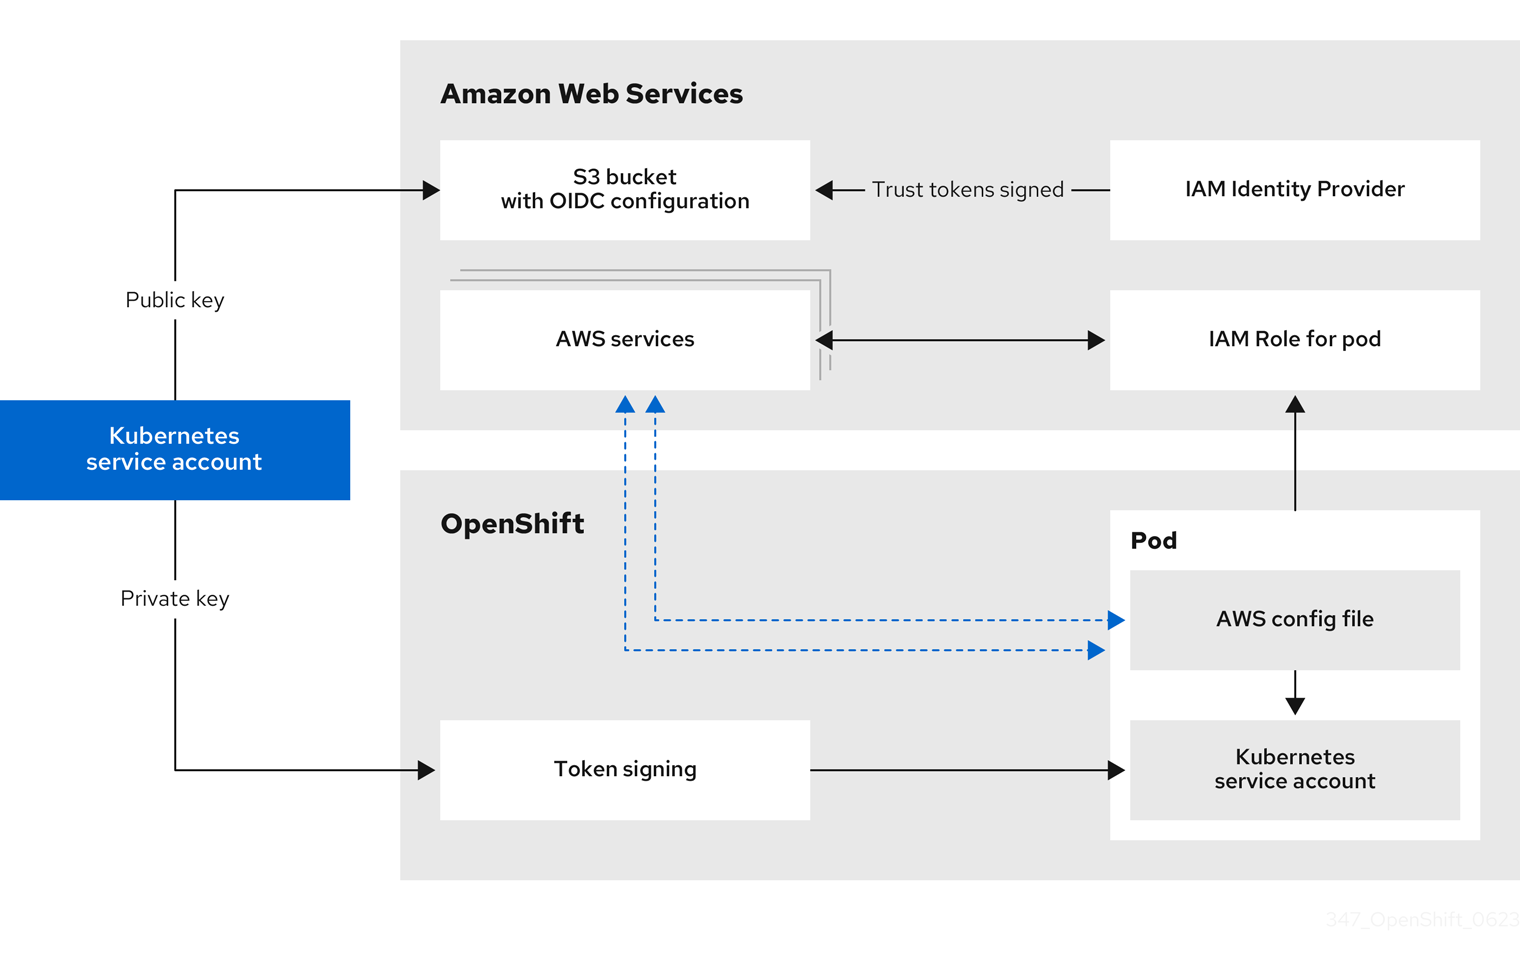 Amazon Web Services
S3 bucket
with OIDC configuration
Trust tokens signed
IAM Identity Provider
Public key
AWS services
IAM Role for pod
Kubernetes
service account
OpenShift
Pod
Private key
AWS config file
Token signing
Kubernetes
service account
347_OpenShift_0623